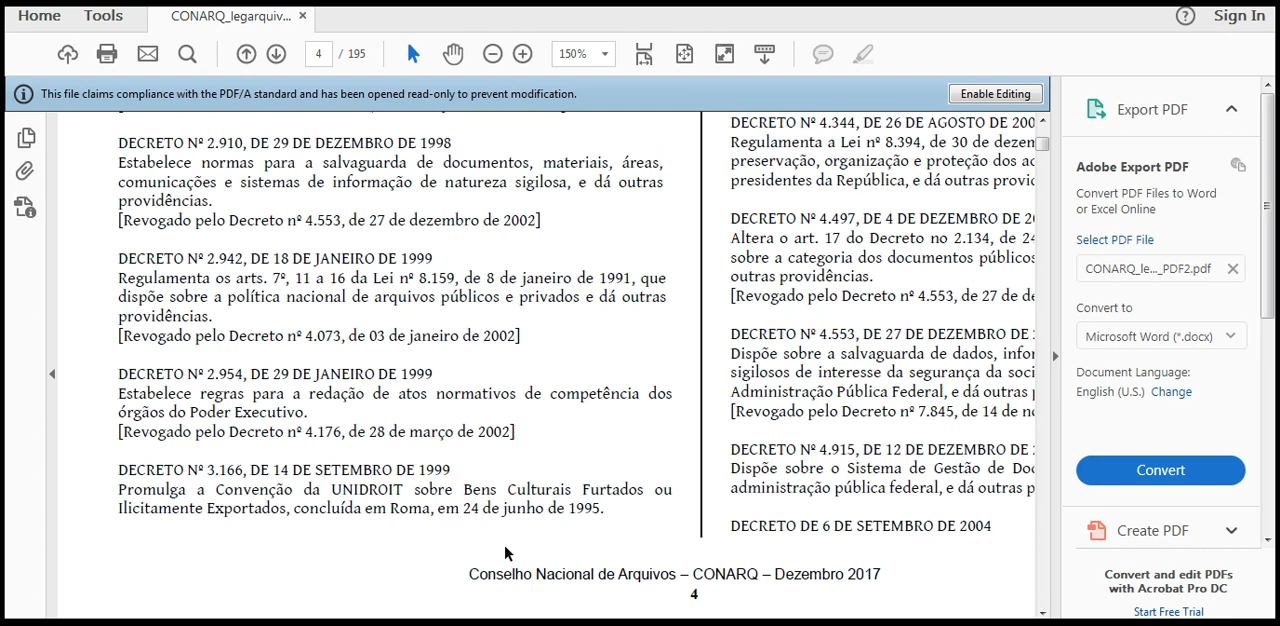 Home Tools CONARQ_legarquiv... × Sign In
4 / 195 150%
This file claims compliance with the PDF/A standard and has been opened read-only to prevent modification. Enable Editing
DECRETO Nº 2.910, DE 29 DE DEZEMBRO DE 1998
Estabelece normas para a salvaguarda de documentos, materiais, áreas,
comunicações e sistemas de informação de natureza sigilosa, e dá outras
providências.
[Revogado pelo Decreto nº 4.553, de 27 de dezembro de 2002]
DECRETO Nº 2.942, DE 18 DE JANEIRO DE 1999
Regulamenta os arts. 7º, 11 a 16 da Lei nº 8.159, de 8 de janeiro de 1991, que
dispõe sobre a política nacional de arquivos públicos e privados e dá outras
providências.
[Revogado pelo Decreto nº 4.073, de 03 de janeiro de 2002]
DECRETO Nº 2.954, DE 29 DE JANEIRO DE 1999
Estabelece regras para a redação de atos normativos de competência dos
órgãos do Poder Executivo.
[Revogado pelo Decreto nº 4.176, de 28 de março de 2002]
DECRETO Nº 3.166, DE 14 DE SETEMBRO DE 1999
Promulga a Convenção da UNIDROIT sobre Bens Culturais Furtados ou
Ilicitamente Exportados, concluída em Roma, em 24 de junho de 1995.
DECRETO Nº 4.344, DE 26 DE AGOSTO DE 200
Regulamenta a Lei nº 8.394, de 30 de dezem
preservação, organização e proteção dos ac
presidentes da República, e dá outras provid
DECRETO Nº 4.497, DE 4 DE DEZEMBRO DE 20
Altera o art. 17 do Decreto no 2.134, de 24
sobre a categoria dos documentos públicos
outras providências.
[Revogado pelo Decreto nº 4.553, de 27 de de
DECRETO Nº 4.553, DE 27 DE DEZEMBRO DE
Dispõe sobre a salvaguarda de dados, infor
sigilosos de interesse da segurança da soci
Administração Pública Federal, e dá outras p
[Revogado pelo Decreto nº 7.845, de 14 de no
DECRETO Nº 4.915, DE 12 DE DEZEMBRO DE
Dispõe sobre o Sistema de Gestão de Doc
administração pública federal, e dá outras p
DECRETO DE 6 DE SETEMBRO DE 2004
Conselho Nacional de Arquivos – CONARQ – Dezembro 2017
4
Export PDF
Adobe Export PDF
Convert PDF Files to Word
or Excel Online
Select PDF File
CONARQ_le..._PDF2.pdf
Convert to
Microsoft Word (*.docx)
Document Language:
English (U.S.) Change
Convert
Create PDF
Convert and edit PDFs
with Acrobat Pro DC
Start Free Trial